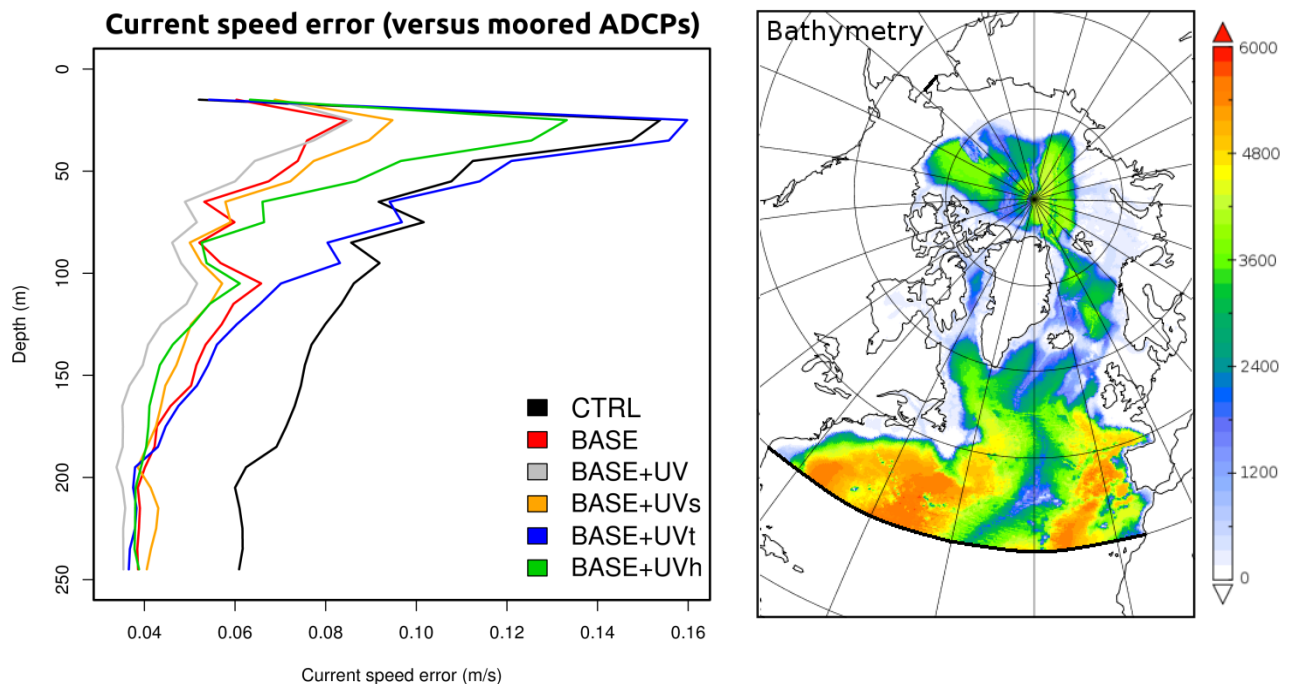 Current speed error (versus moored ADCPs)
0
50
100
150
200
250
Depth (m)
0.04 0.06 0.08 0.10 0.12 0.14 0.16
Current speed error (m/s)
CTRL
BASE
BASE+UV
BASE+UVs
BASE+UVt
BASE+UVh
Bathymetry
6000
4800
3600
2400
1200
0